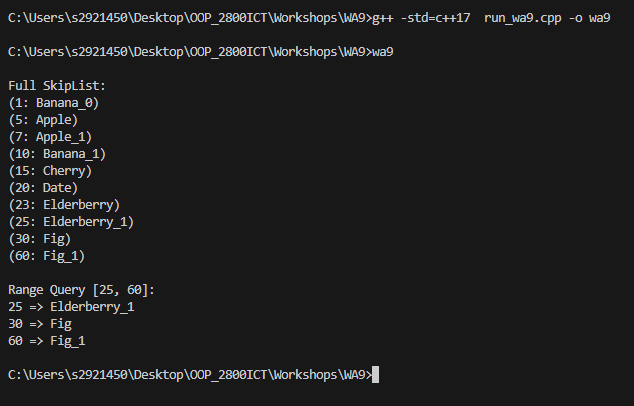 C:\Users\s2921450\Desktop\OOP_2800ICT\Workshops\WA9>g++ -std=c++17  run_wa9.cpp -o wa9
C:\Users\s2921450\Desktop\OOP_2800ICT\Workshops\WA9>wa9
Full SkipList:
(1: Banana_0)
(5: Apple)
(7: Apple_1)
(10: Banana_1)
(15: Cherry)
(20: Date)
(23: Elderberry)
(25: Elderberry_1)
(30: Fig)
(60: Fig_1)
Range Query [25, 60]:
25 => Elderberry_1
30 => Fig
60 => Fig_1
C:\Users\s2921450\Desktop\OOP_2800ICT\Workshops\WA9>